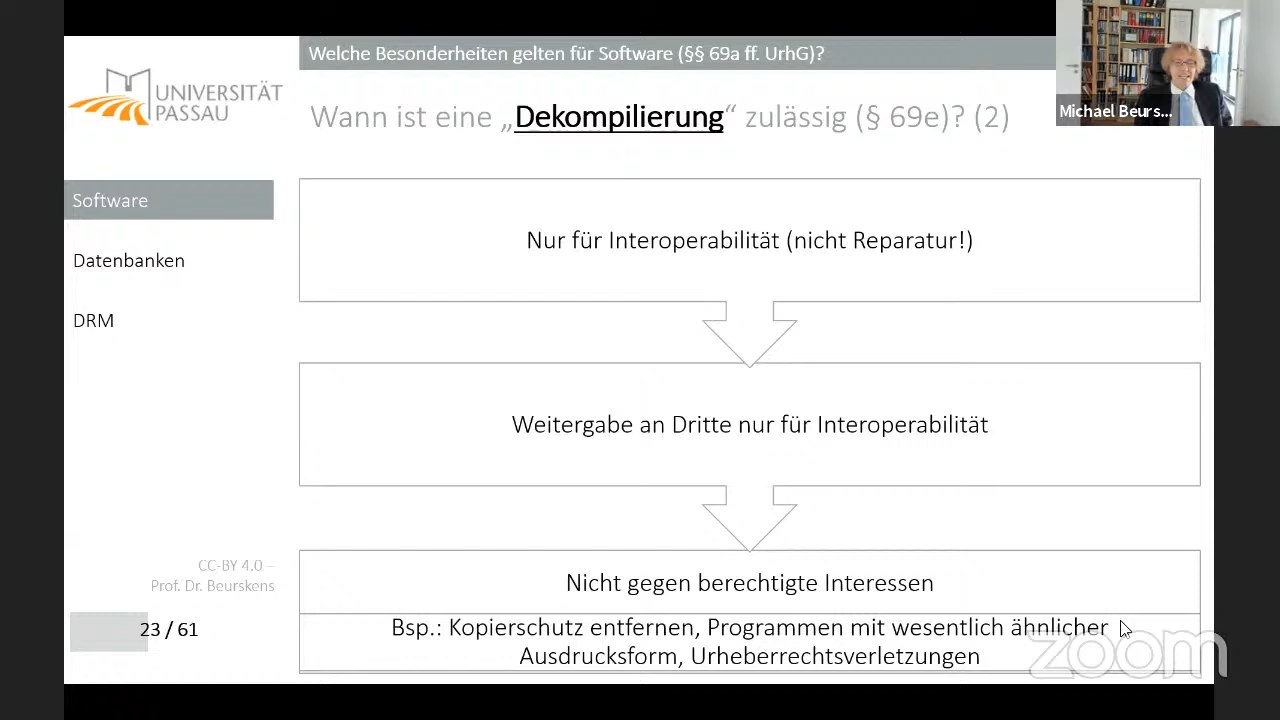 Welche Besonderheiten gelten für Software (§§ 69a ff. UrhG)?
UNIVERSITÄT
PASSAU
Wann ist eine „Dekompilierung“ zulässig (§ 69e)? (2)
Michael Beurs...
Software
Datenbanken
DRM
Nur für Interoperabilität (nicht Reparatur!)
Weitergabe an Dritte nur für Interoperabilität
Nicht gegen berechtigte Interessen
Bsp.: Kopierschutz entfernen, Programmen mit wesentlich ähnlicher
Ausdrucksform, Urheberrechtsverletzungen
CC-BY 4.0 –
Prof. Dr. Beurskens
23 / 61
zoom